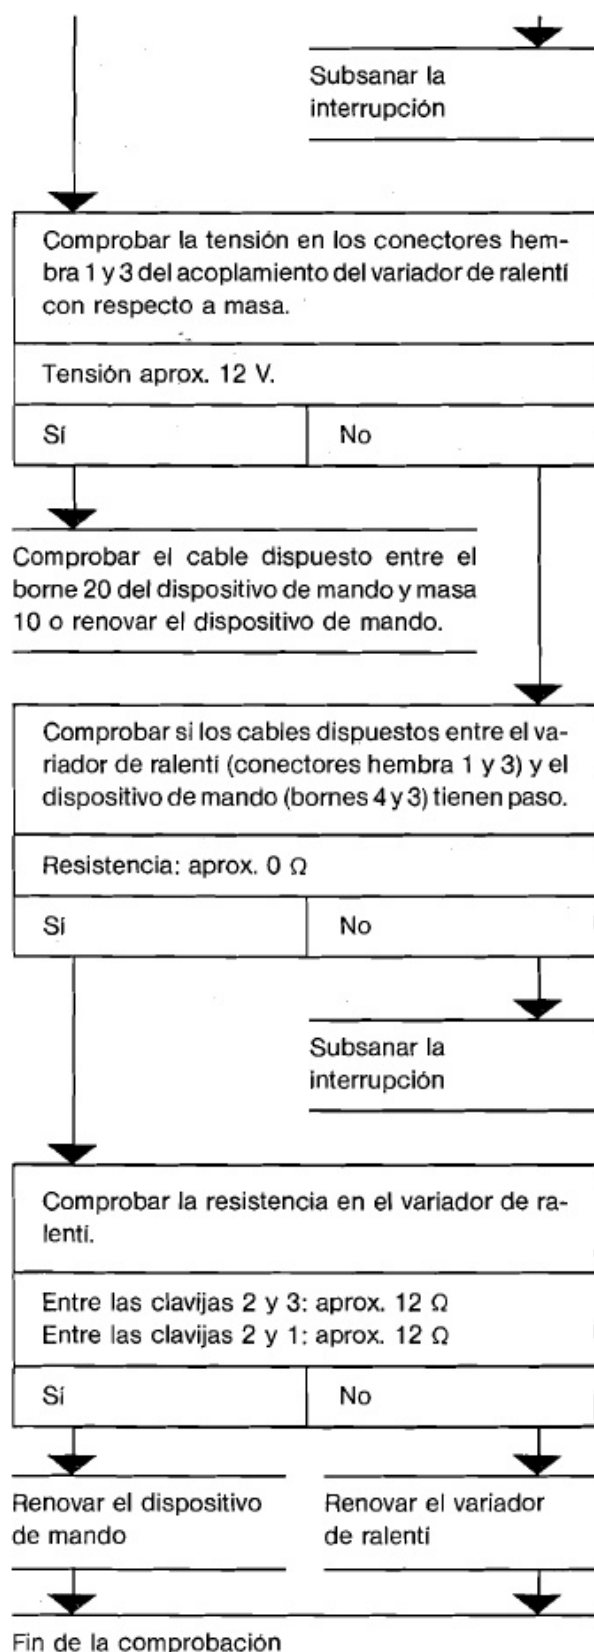 Subsanar la
interrupción
Comprobar la tensión en los conectores hem-
bra 1 y 3 del acoplamiento del variador de ralentí
con respecto a masa.
Tensión aprox. 12 V.
Sí
No
Comprobar el cable dispuesto entre el
borne 20 del dispositivo de mando y masa
10 o renovar el dispositivo de mando.
Comprobar si los cables dispuestos entre el va-
riador de ralentí (conectores hembra 1 y 3) y el
dispositivo de mando (bornes 4 y 3) tienen paso.
Resistencia: aprox. 0 Ω
Sí
No
Subsanar la
interrupción
Comprobar la resistencia en el variador de ra-
lentí.
Entre las clavijas 2 y 3: aprox. 12 Ω
Entre las clavijas 2 y 1: aprox. 12 Ω
Sí
No
Renovar el dispositivo
de mando
Renovar el variador
de ralentí
Fin de la comprobación